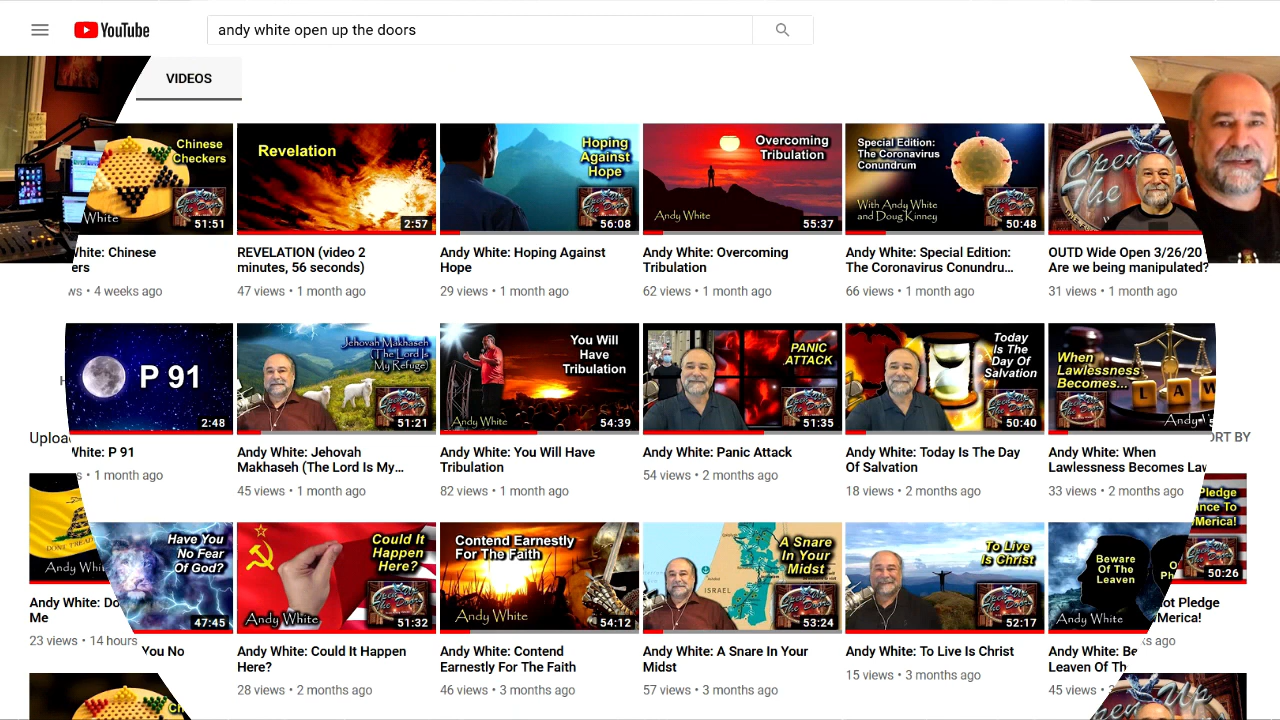 YouTube
andy white open up the doors
VIDEOS
Chinese
Checkers
White
51:51
Revelation
2:57
Hoping
Against
Hope
56:08
Overcoming
Tribulation
Andy White
55:37
Special Edition:
The Coronavirus
Conundrum
With Andy White
and Doug Kinney
50:48
Open Up
The
White: Chinese
ers
ws • 4 weeks ago
REVELATION (video 2
minutes, 56 seconds)
47 views • 1 month ago
Andy White: Hoping Against
Hope
29 views • 1 month ago
Andy White: Overcoming
Tribulation
62 views • 1 month ago
Andy White: Special Edition:
The Coronavirus Conundru...
66 views • 1 month ago
OUTD Wide Open 3/26/20
Are we being manipulated?
31 views • 1 month ago
P 91
2:48
Jehovah Makhaseh
(The Lord Is
My Refuge)
51:21
You Will
Have
Tribulation
Andy White
54:39
PANIC
ATTACK
51:35
Today
Is The
Day Of
Salvation
50:40
When
Lawlessness
Becomes...
L A W
Andy
Uploa
ORT BY
White: P 91
s • 1 month ago
Andy White: Jehovah
Makhaseh (The Lord Is My...
45 views • 1 month ago
Andy White: You Will Have
Tribulation
82 views • 1 month ago
Andy White: Panic Attack
54 views • 2 months ago
Andy White: Today Is The Day
Of Salvation
18 views • 2 months ago
Andy White: When
Lawlessness Becomes Law
33 views • 2 months ago
DONT TREA
Andy Whi
Have You
No Fear
Of God?
47:45
Could It
Happen
Here?
Andy White
51:32
Contend Earnestly
For The Faith
Andy White
54:12
ISRAEL
A Snare
In Your
Midst
53:24
To Live
Is Christ
52:17
Beware
Of The
Leaven
Andy White
Pledge
nce To
Merica!
50:26
Andy White: Do
Me
23 views • 14 hours
You No
Andy White: Could It Happen
Here?
28 views • 2 months ago
Andy White: Contend
Earnestly For The Faith
46 views • 3 months ago
Andy White: A Snare In Your
Midst
57 views • 3 months ago
Andy White: To Live Is Christ
15 views • 3 months ago
Andy White: Be
Leaven Of Th
45 views • 3
not Pledge
Merica!
ks ago